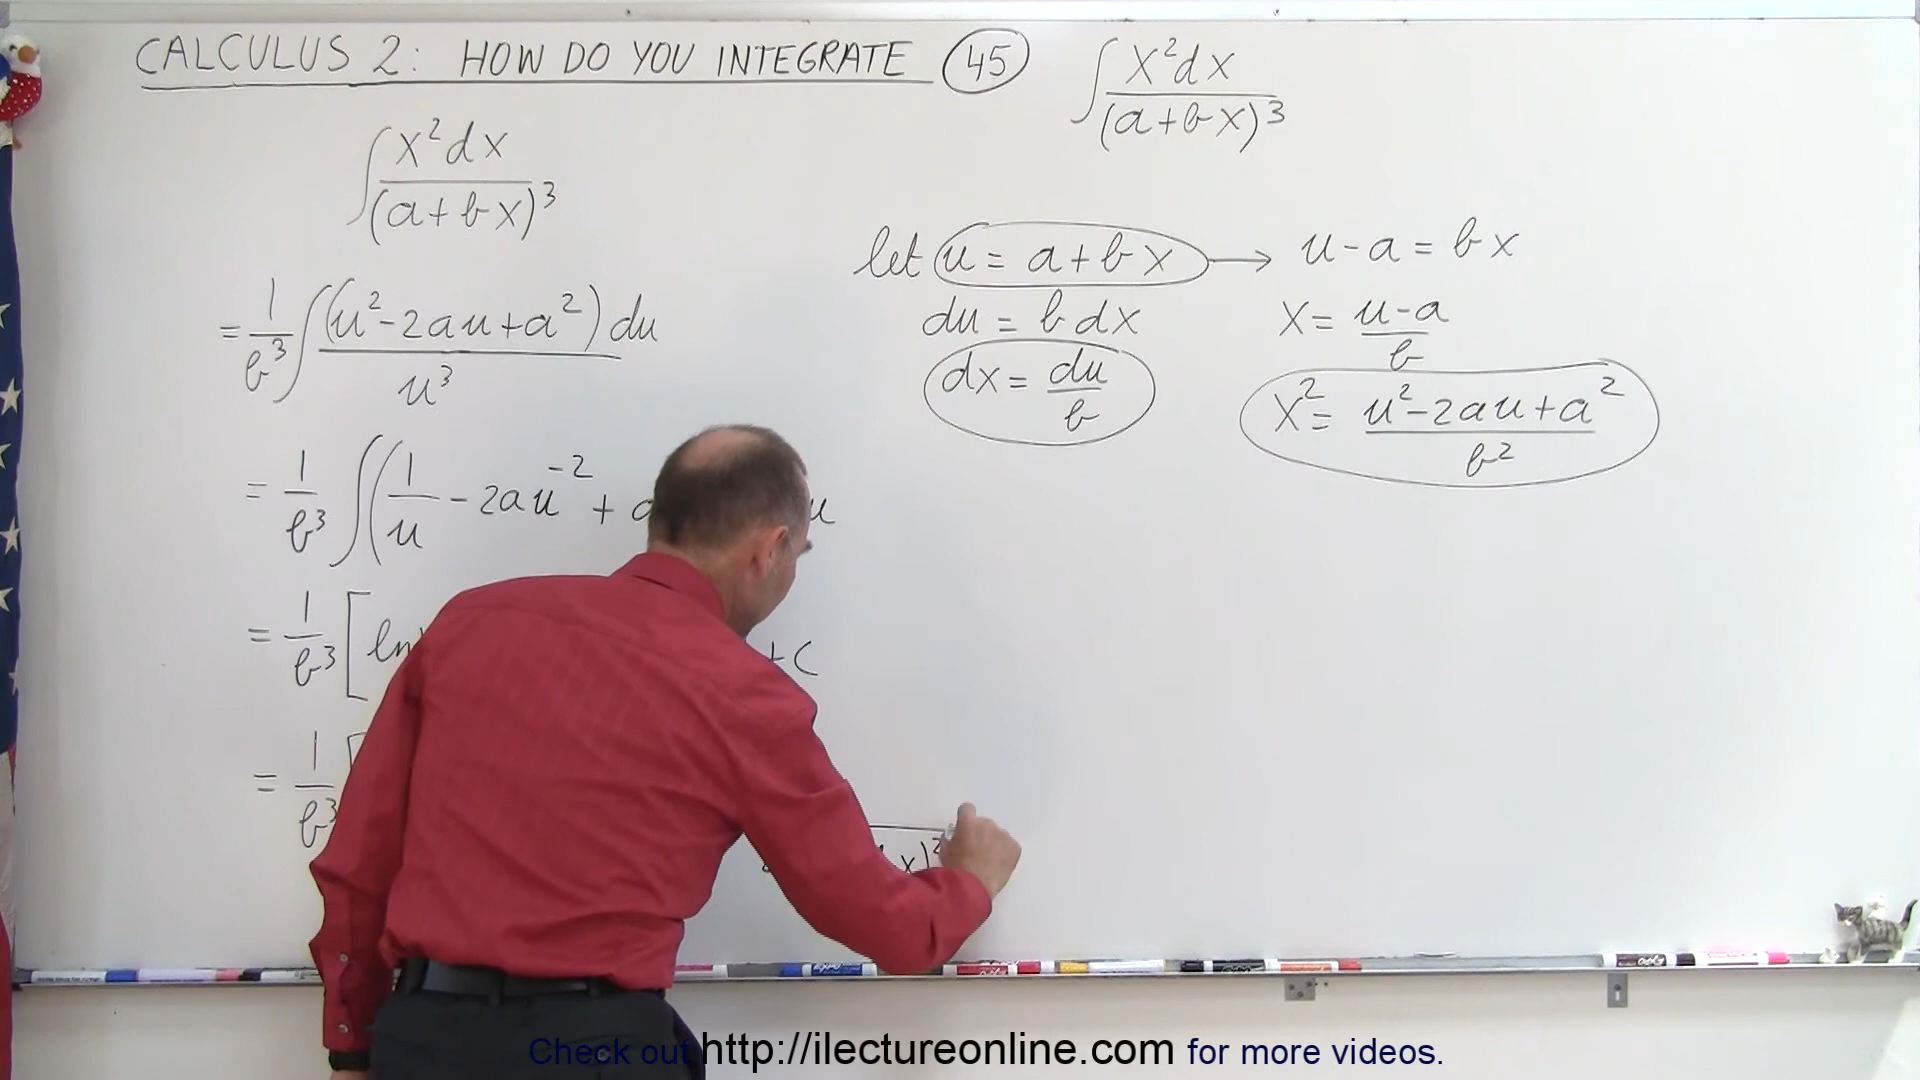 CALCULUS 2: HOW DO YOU INTEGRATE 45 ∫ x²dx / (a+bx)³
∫ x²dx / (a+bx)³
let u = a+bx → u-a = bx
du = b dx
x = u-a / b
= 1/b³ ∫ (u²-2au+a²) du / u³
dx = du/b
x² = u²-2au+a² / b²
= 1/b³ ∫ (1/u - 2au⁻² +
= 1/b³ [ ln +C
= 1/b³ [
x)²
expo
Check out http://ilectureonline.com for more videos.